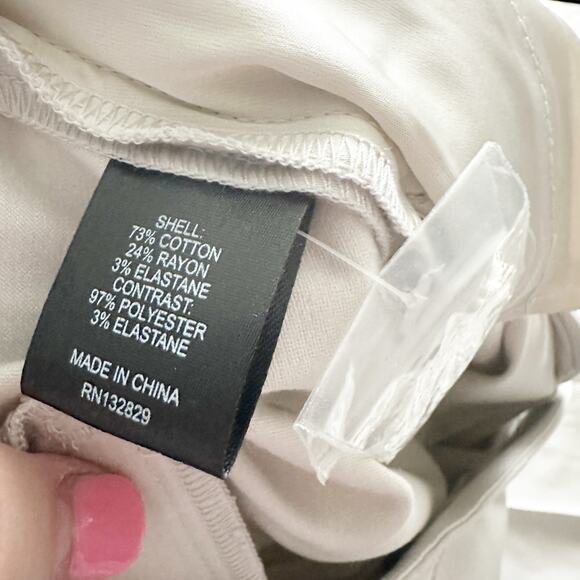 SHELL:
73% COTTON
24% RAYON
3% ELASTANE
CONTRAST:
97% POLYESTER
3% ELASTANE
MADE IN CHINA
RN132829